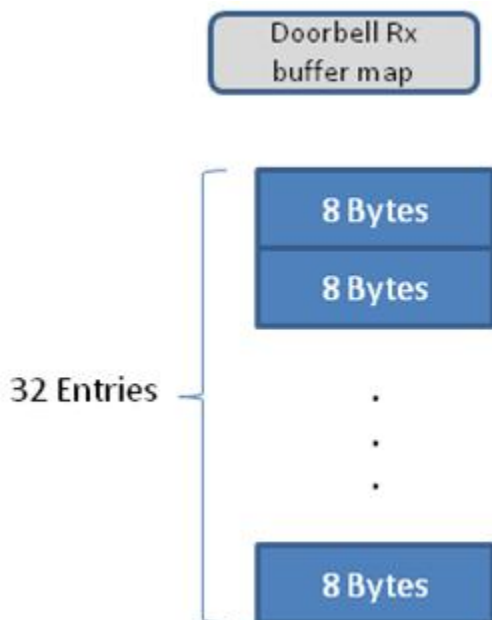 Doorbell Rx
buffer map
8 Bytes
8 Bytes
32 Entries
.
.
.
8 Bytes